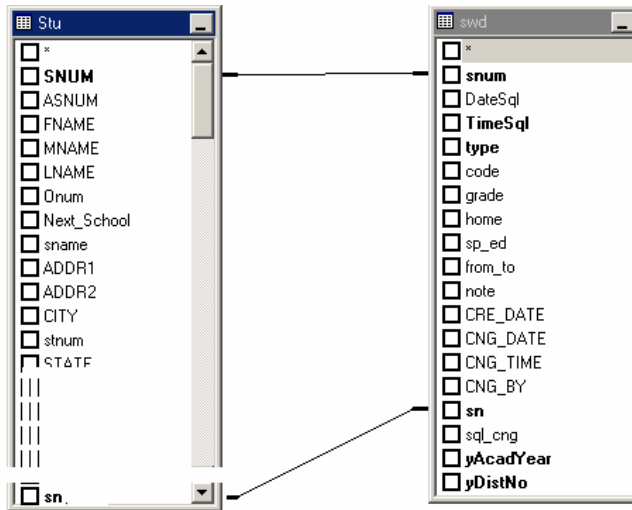 Stu
*
SNUM
ASNUM
FNAME
MNAME
LNAME
Onum
Next_School
sname
ADDR1
ADDR2
CITY
stnum
STATE
sn
swd
*
snum
DateSql
TimeSql
type
code
grade
home
sp_ed
from_to
note
CRE_DATE
CNG_DATE
CNG_TIME
CNG_BY
sn
sql_cng
yAcadYear
yDistNo